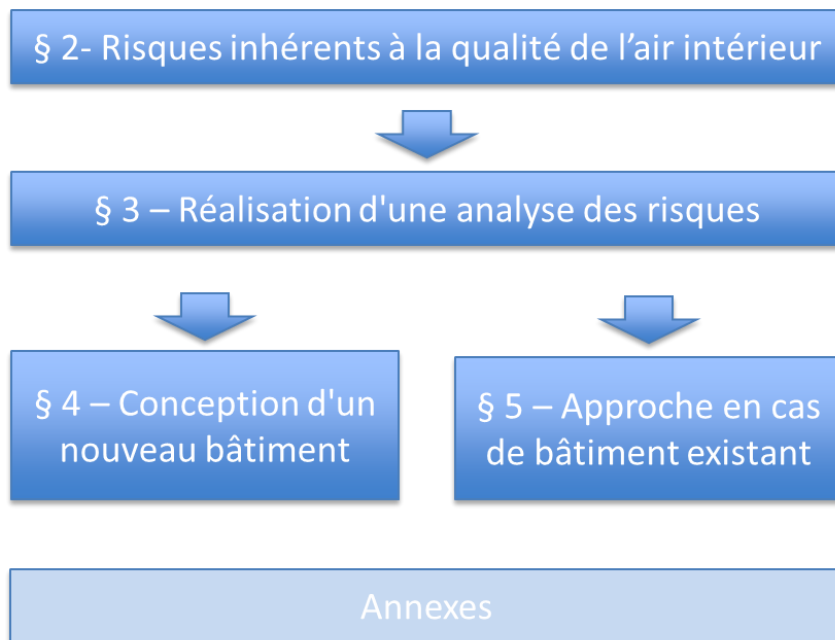 § 2- Risques inhérents à la qualité de l’air intérieur
§ 3 – Réalisation d'une analyse des risques
§ 4 – Conception d'un
nouveau bâtiment
§ 5 – Approche en cas
de bâtiment existant
Annexes